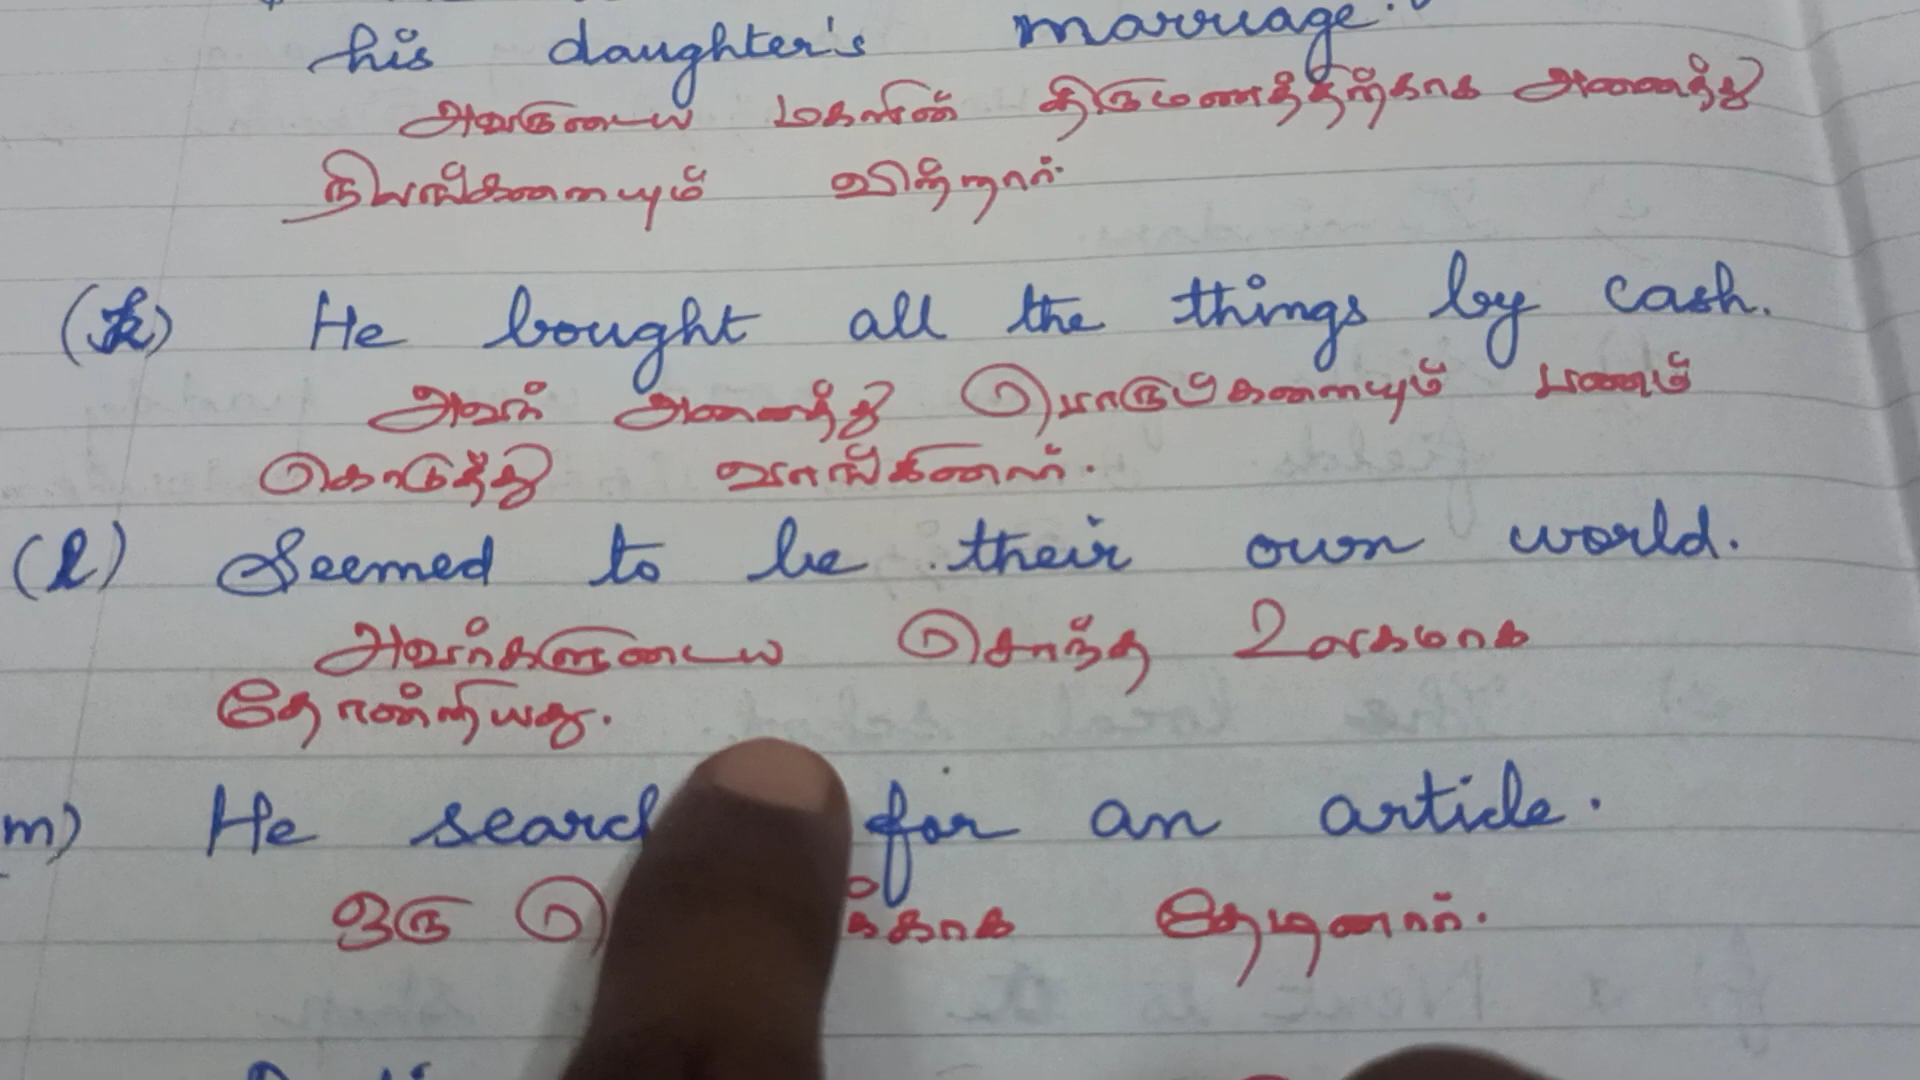 his daughter's marriage.
அவருடைய மகளின் திருமணத்திற்காக அனைத்து
நிலங்களையும் விற்றார்.
(k) He bought all the things by cash.
அவர் அனைத்து பொருட்களையும் பணம்
கொடுத்து வாங்கினார்.
(l) Seemed to be their own world.
அவர்களுடைய சொந்த உலகமாக
தோன்றியது.
m) He for an article.
ஒரு தேடினார்.